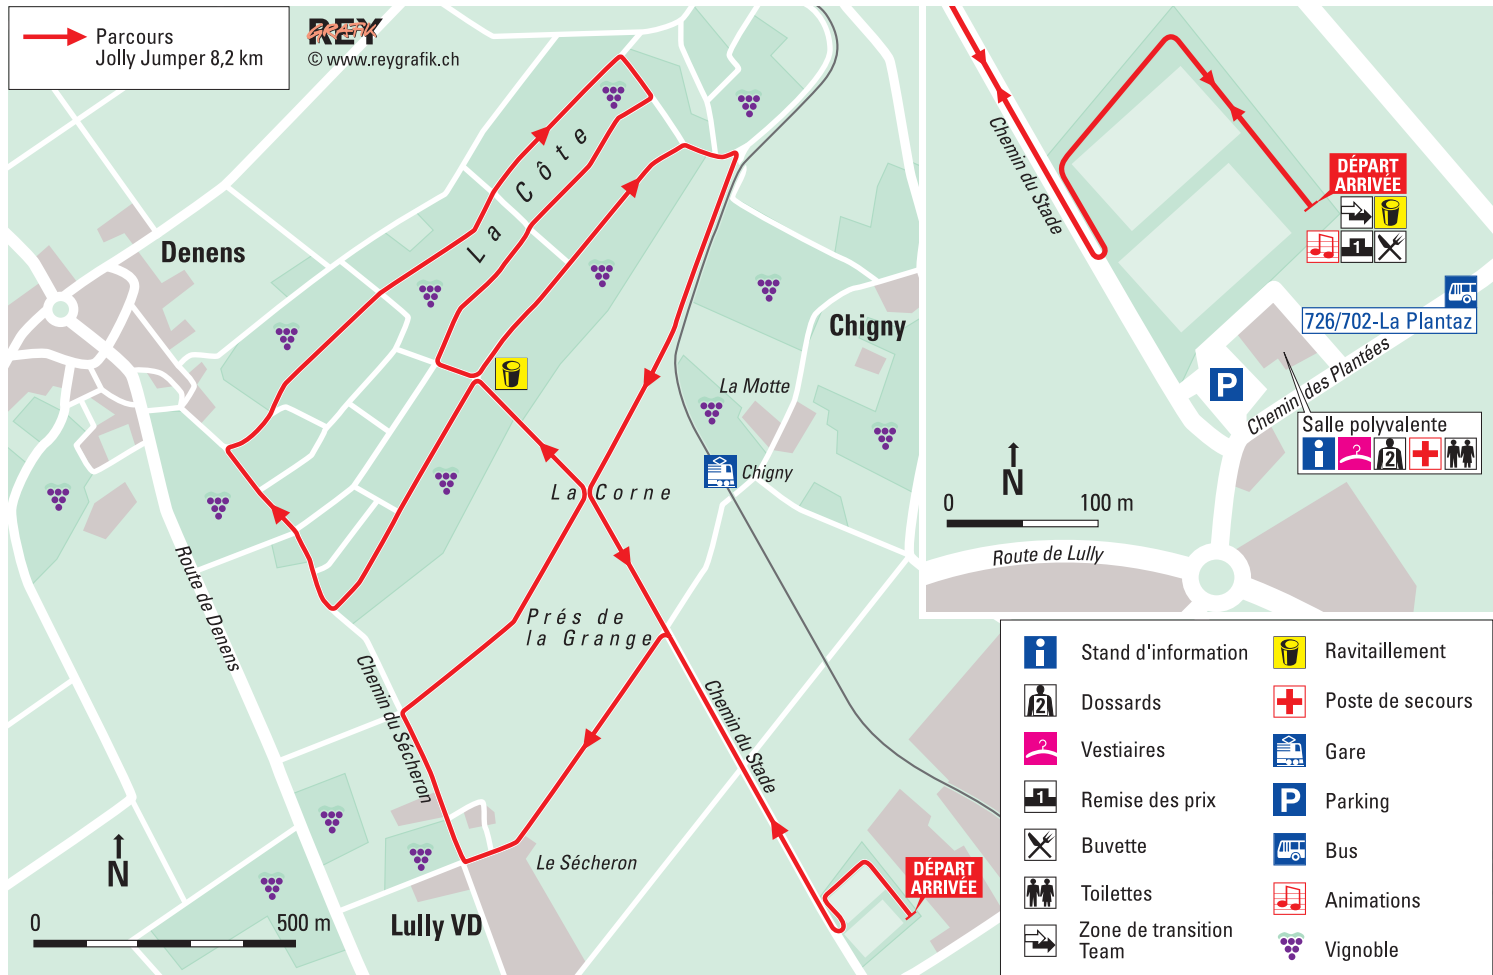 Parcours
Jolly Jumper 8,2 km
REY
GRAFIK
© www.reygrafik.ch
La Côte
Denens
Chigny
La Motte
Chigny
La Corne
Route de Denens
Prés de
la Grange
Chemin du Sécheron
Chemin du Stade
Le Sécheron
DÉPART
ARRIVÉE
Lully VD
N
0 500 m
Chemin du Stade
DÉPART
ARRIVÉE
1
726/702-La Plantaz
P
Chemin des Plantées
Salle polyvalente
i 2
N
0 100 m
Route de Lully
i Stand d'information
2 Dossards
Vestiaires
1 Remise des prix
Buvette
Toilettes
Zone de transition
Team
Ravitaillement
Poste de secours
Gare
P Parking
Bus
Animations
Vignoble